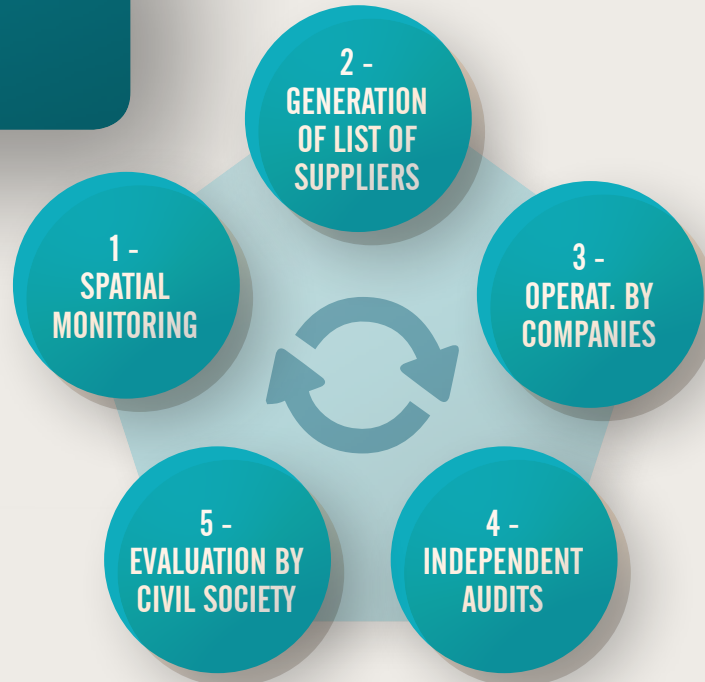 1 -
SPATIAL
MONITORING
2 -
GENERATION
OF LIST OF
SUPPLIERS
3 -
OPERAT. BY
COMPANIES
4 -
INDEPENDENT
AUDITS
5 -
EVALUATION BY
CIVIL SOCIETY